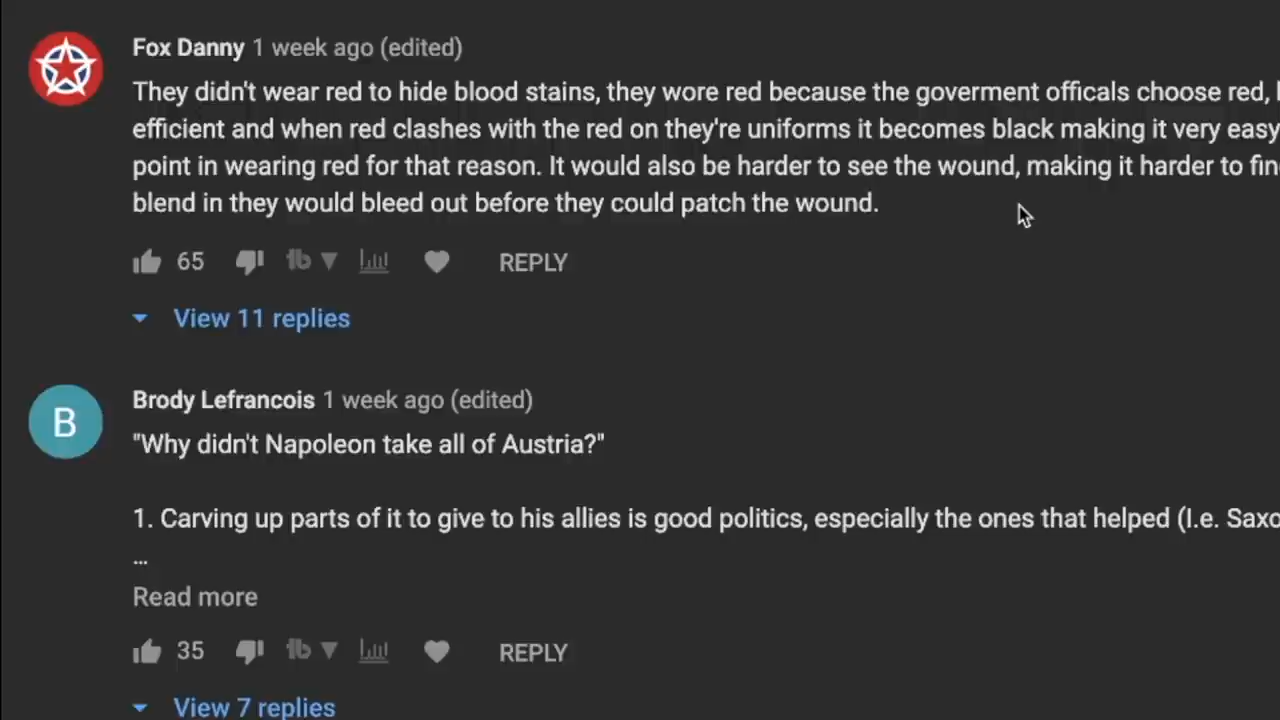 Fox Danny 1 week ago (edited)
They didn't wear red to hide blood stains, they wore red because the goverment officals choose red,
efficient and when red clashes with the red on they're uniforms it becomes black making it very easy
point in wearing red for that reason. It would also be harder to see the wound, making it harder to
blend in they would bleed out before they could patch the wound.
65 REPLY
View 11 replies
B
Brody Lefrancois 1 week ago (edited)
"Why didn't Napoleon take all of Austria?"
1. Carving up parts of it to give to his allies is good politics, especially the ones that helped (I.e.
...
Read more
35 REPLY
View 7 replies